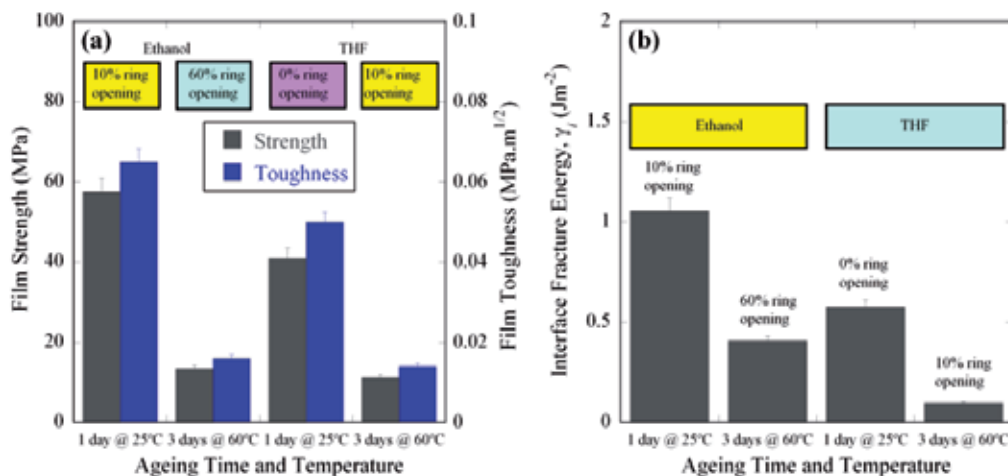 (a)
Ethanol THF
10% ring opening
60% ring opening
0% ring opening
10% ring opening
Strength
Toughness
Film Strength (MPa)
100
80
60
40
20
0
Film Toughness (MPa.m1/2)
0.1
0.08
0.06
0.04
0.02
0
1 day @ 25°C 3 days @ 60°C 1 day @ 25°C 3 days @ 60°C
Ageing Time and Temperature
(b)
Interface Fracture Energy, γi (Jm-2)
2
1.5
1
0.5
0
Ethanol THF
10% ring
opening
60% ring
opening
0% ring
opening
10% ring
opening
1 day @ 25°C 3 days @ 60°C 1 day @ 25°C 3 days @ 60°C
Ageing Time and Temperature